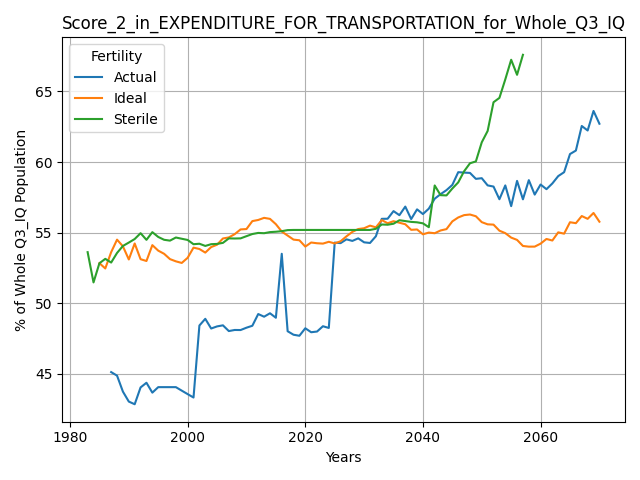 Score_2_in_EXPENDITURE_FOR_TRANSPORTATION_for_Whole_Q3_IQ
Fertility
Actual
Ideal
Sterile
65
60
55
50
45
% of Whole Q3_IQ Population
1980
2000
2020
2040
2060
Years